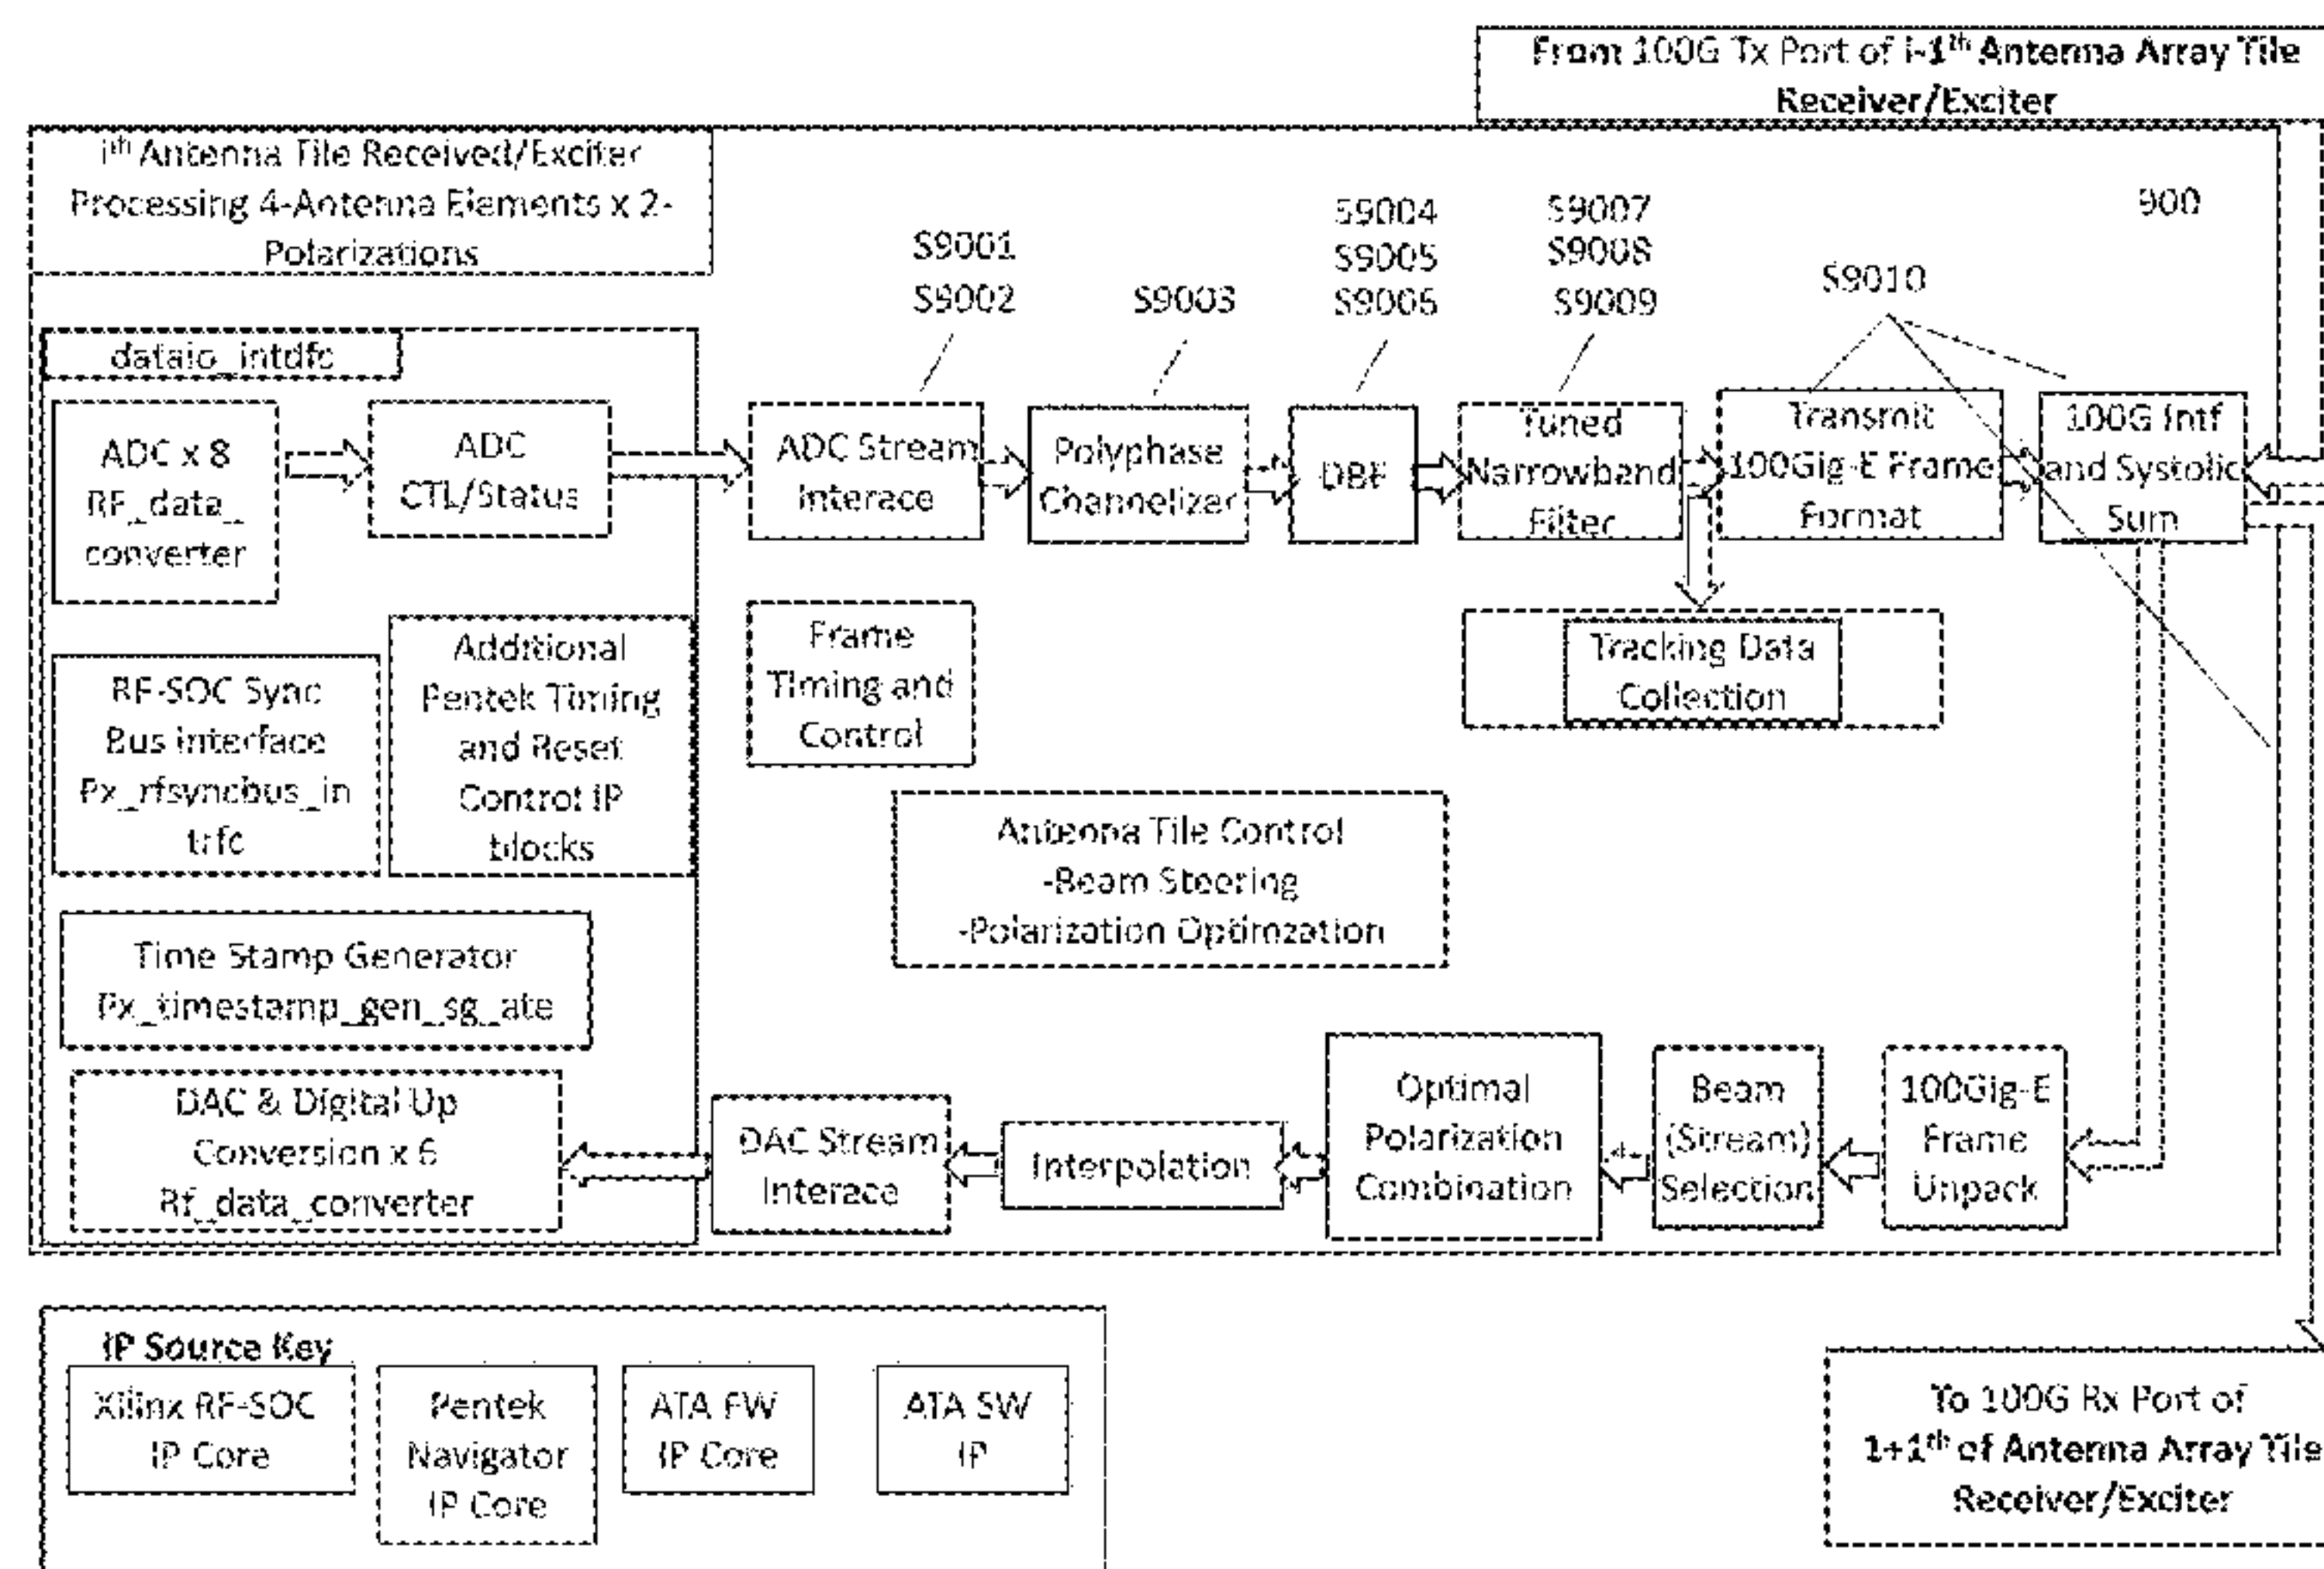 From 100G Tx Port of i-1th Antenna Array Tile
Receiver/Exciter
ith Antenna Tile Received/Exciter
Processing 4-Antenna Elements x 2-
Polarizations
900
S9001
S9002
S9003
S9004
S9005
S9006
S9007
S9008
S9009
S9010
dataio_intdfc
ADC x 8
RF_data_
converter
ADC
CTL/Status
ADC Stream
Interace
Polyphase
Channelizer
DBF
Tuned
Narrowband
Filter
Transmit
100Gig-E Frame
Format
100G Intf
and Systolic
Sum
RF-SOC Sync
Bus interface
Px_rfsyncbus_in
trfc
Additional
Pentek Timing
and Reset
Control IP
blocks
Frame
Timing and
Control
Tracking Data
Collection
Antenna Tile Control
-Beam Steering
-Polarization Optimzation
Time Stamp Generator
Px_timestamp_gen_sg_ate
DAC & Digital Up
Conversion x 6
Rf_data_converter
DAC Stream
Interace
Interpolation
Optimal
Polarization
Combination
Beam
(Stream)
Selection
100Gig-E
Frame
Unpack
IP Source Key
Xilinx RF-SOC
IP Core
Pentek
Navigator
IP Core
ATA FW
IP Core
ATA SW
IP
To 100G Rx Port of
1+1th of Antenna Array Tile
Receiver/Exciter